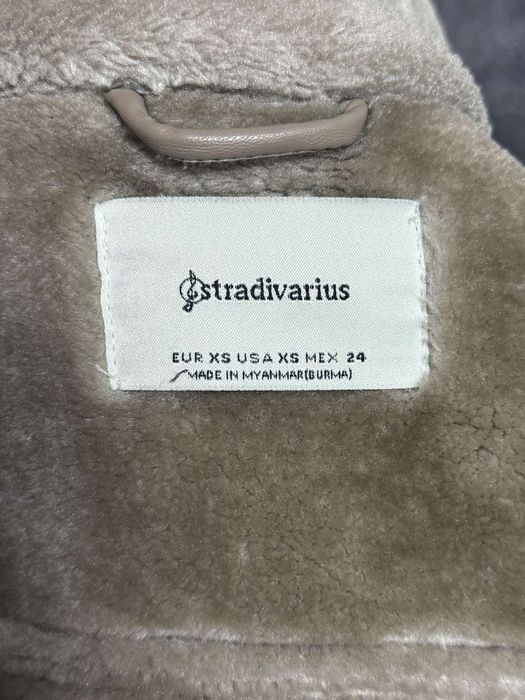 stradivarius
EUR XS USA XS MEX 24
MADE IN MYANMAR(BURMA)